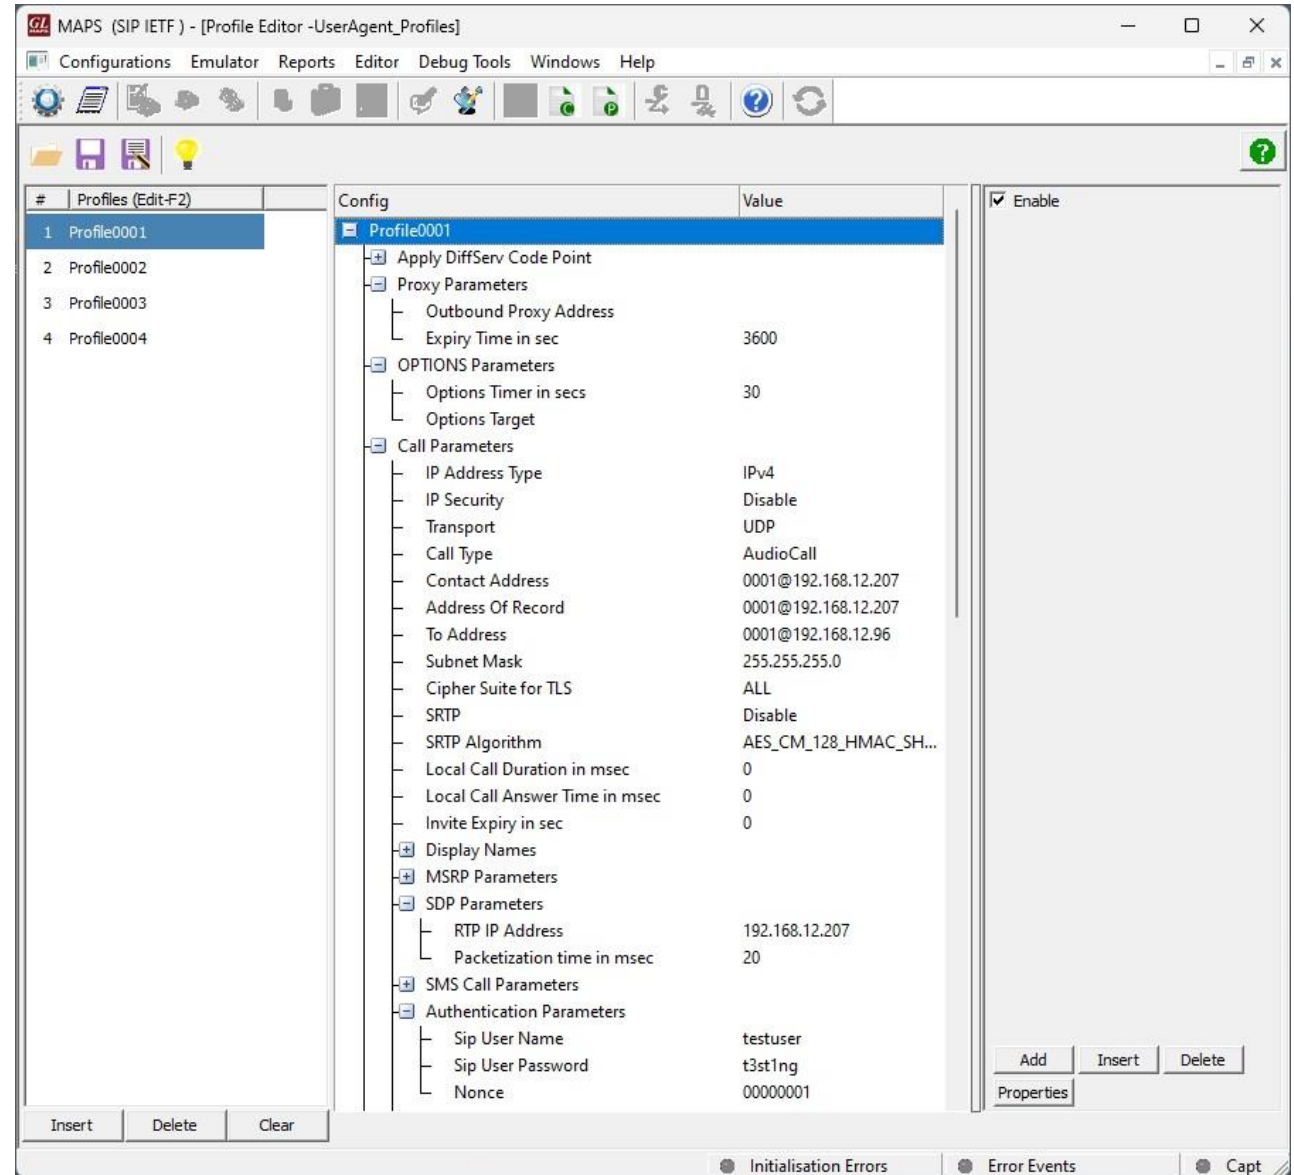 GL MAPS MAPS (SIP IETF ) - [Profile Editor -UserAgent_Profiles]
Configurations Emulator Reports Editor Debug Tools Windows Help
# Profiles (Edit-F2)
1 Profile0001
2 Profile0002
3 Profile0003
4 Profile0004
Insert Delete Clear
Config Value
Profile0001
Apply DiffServ Code Point
Proxy Parameters
Outbound Proxy Address
Expiry Time in sec 3600
OPTIONS Parameters
Options Timer in secs 30
Options Target
Call Parameters
IP Address Type IPv4
IP Security Disable
Transport UDP
Call Type AudioCall
Contact Address 0001@192.168.12.207
Address Of Record 0001@192.168.12.207
To Address 0001@192.168.12.96
Subnet Mask 255.255.255.0
Cipher Suite for TLS ALL
SRTP Disable
SRTP Algorithm AES_CM_128_HMAC_SH...
Local Call Duration in msec 0
Local Call Answer Time in msec 0
Invite Expiry in sec 0
Display Names
MSRP Parameters
SDP Parameters
RTP IP Address 192.168.12.207
Packetization time in msec 20
SMS Call Parameters
Authentication Parameters
Sip User Name testuser
Sip User Password t3st1ng
Nonce 00000001
Enable
Add Insert Delete
Properties
Initialisation Errors Error Events Capt